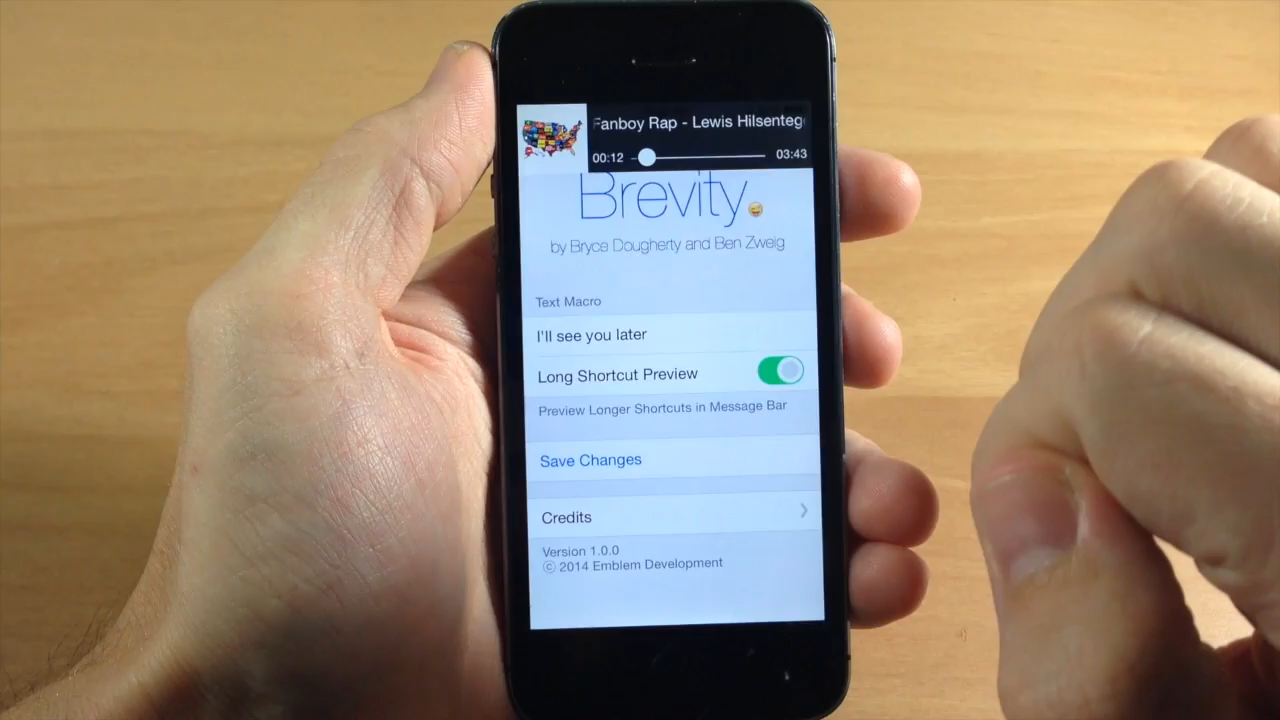 Fanboy Rap - Lewis Hilsenteg
00:12
03:43
Brevity
by Bryce Dougherty and Ben Zweig
Text Macro
I'll see you later
Long Shortcut Preview
Preview Longer Shortcuts in Message Bar
Save Changes
Credits
Version 1.0.0
© 2014 Emblem Development